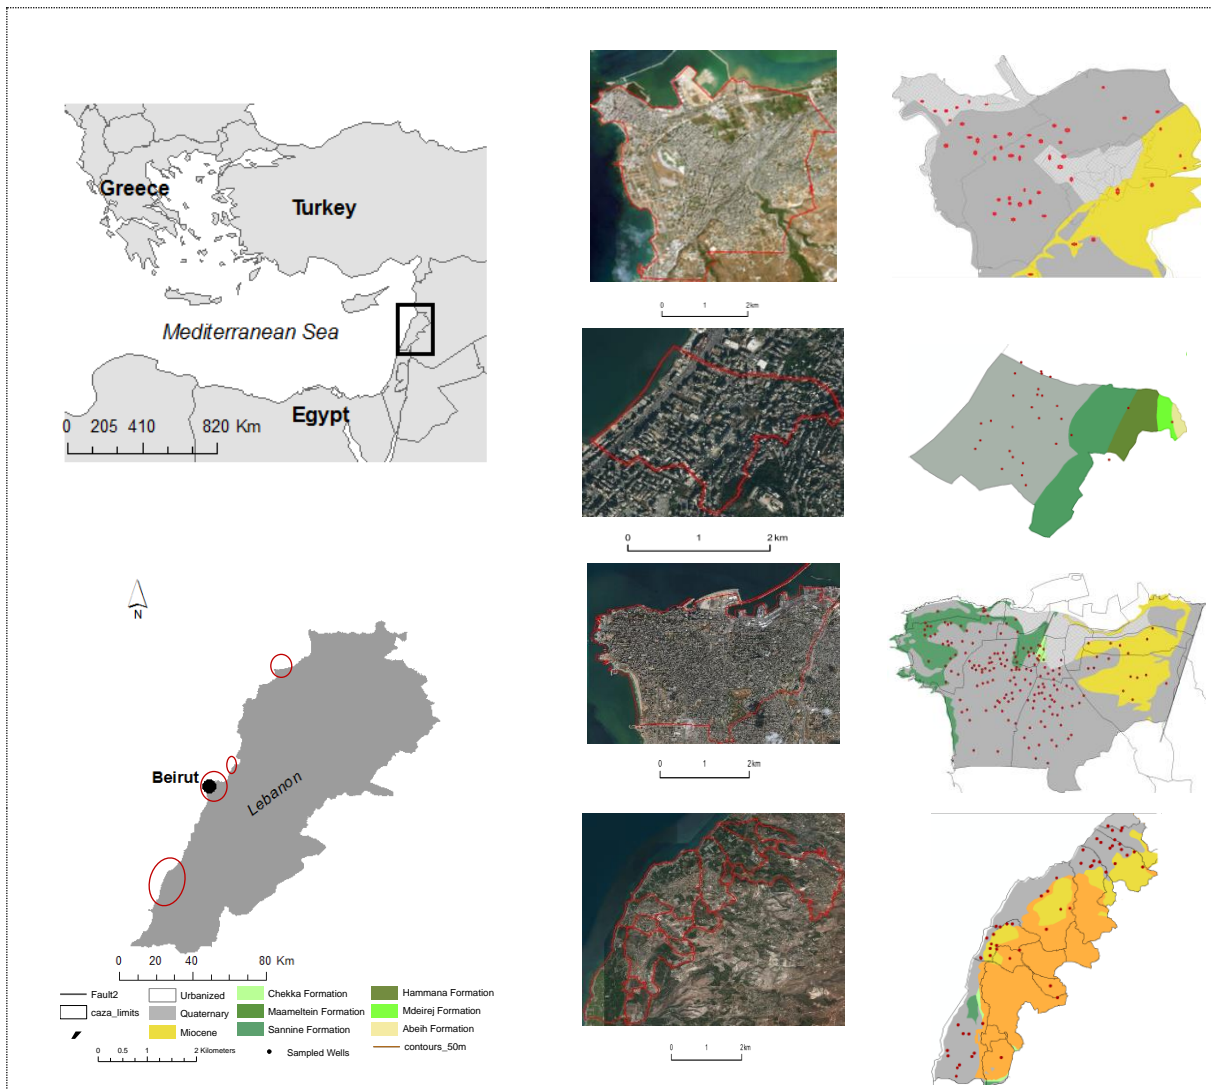 Greece
Turkey
Mediterranean Sea
Egypt
0 205 410 820 Km
0 1 2km
0 1 2 km
0 1 2km
0 1 2km
N
Beirut
Lebanon
0 20 40 80 Km
Fault2
caza_limits
Urbanized
Quaternary
Miocene
Chekka Formation
Maameltein Formation
Sannine Formation
Hammana Formation
Mdeirej Formation
Abeih Formation
0 0.5 1 2 Kilometers
Sampled Wells
contours_50m